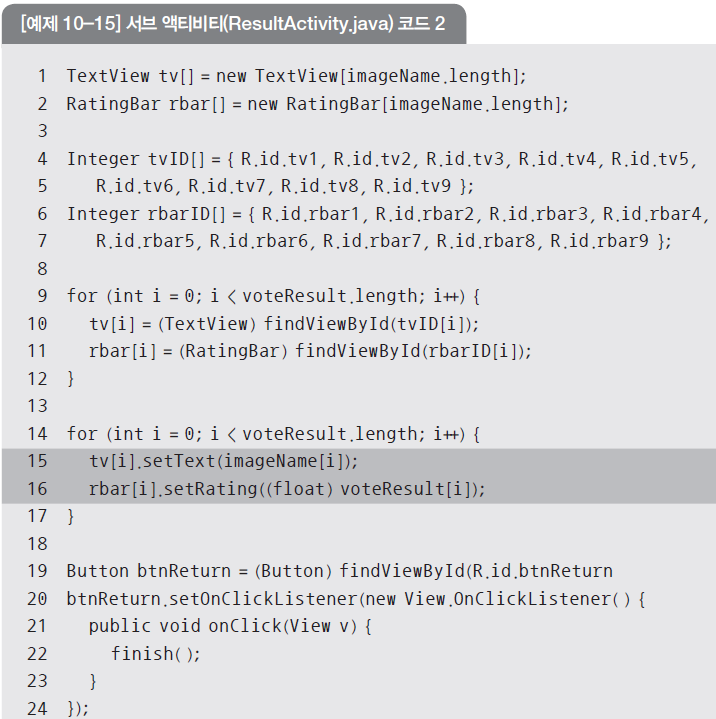 [예제 10-15] 서브 액티비티(ResultActivity.java) 코드 2
1 TextView tv[] = new TextView[imageName.length];
2 RatingBar rbar[] = new RatingBar[imageName.length];
3
4 Integer tvID[] = { R.id.tv1, R.id.tv2, R.id.tv3, R.id.tv4, R.id.tv5,
5 R.id.tv6, R.id.tv7, R.id.tv8, R.id.tv9 };
6 Integer rbarID[] = { R.id.rbar1, R.id.rbar2, R.id.rbar3, R.id.rbar4,
7 R.id.rbar5, R.id.rbar6, R.id.rbar7, R.id.rbar8, R.id.rbar9 };
8
9 for (int i = 0; i < voteResult.length; i++) {
10 tv[i] = (TextView) findViewById(tvID[i]);
11 rbar[i] = (RatingBar) findViewById(rbarID[i]);
12 }
13
14 for (int i = 0; i < voteResult.length; i++) {
15 tv[i].setText(imageName[i]);
16 rbar[i].setRating((float) voteResult[i]);
17 }
18
19 Button btnReturn = (Button) findViewById(R.id.btnReturn
20 btnReturn.setOnClickListener(new View.OnClickListener() {
21 public void onClick(View v) {
22 finish();
23 }
24 });